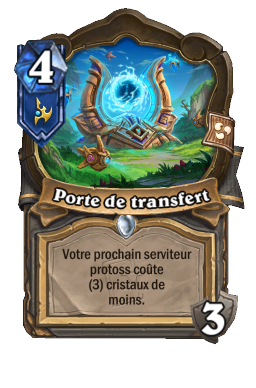 4
Porte de transfert
Votre prochain serviteur
protoss coûte
(3) cristaux de
moins.
3